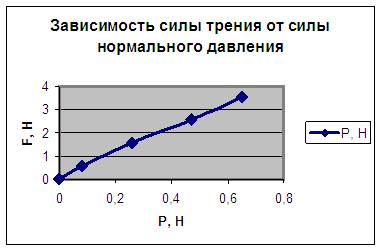 Зависимость силы трения от силы
нормального давления
F, Н
4
3
2
1
0
0
0,2
0,4
0,6
0,8
P, Н
P, Н